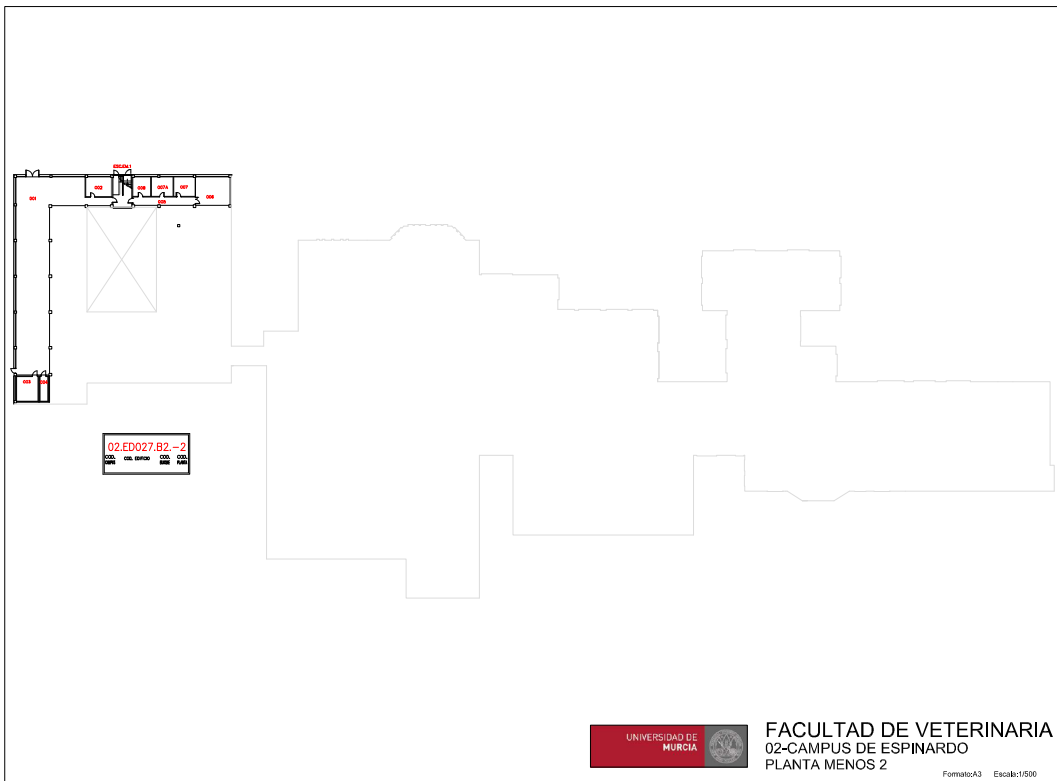 ESC.EM.1
002
008
007A
007
001
005
006
003
004
02.ED027.B2.-2
COD. CAMPUS
COD. EDIFICIO
COD. BLOQUE
COD. PLANTA
UNIVERSIDAD DE
MURCIA
FACULTAD DE VETERINARIA
02-CAMPUS DE ESPINARDO
PLANTA MENOS 2
Formato:A3 Escala:1/500